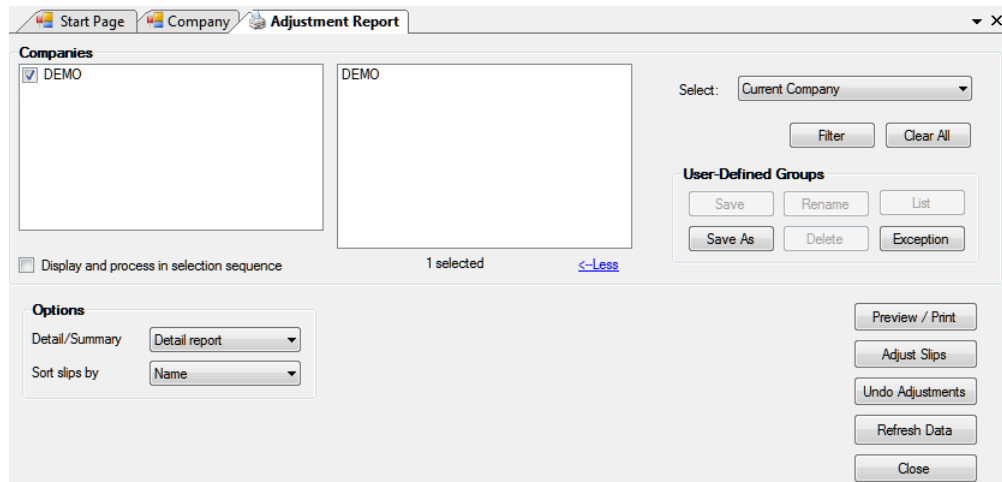 Start Page Company Adjustment Report
Companies
DEMO
DEMO
Select: Current Company
Filter Clear All
User-Defined Groups
Save Rename List
Save As Delete Exception
Display and process in selection sequence
1 selected
<--Less
Options
Detail/Summary Detail report
Sort slips by Name
Preview / Print
Adjust Slips
Undo Adjustments
Refresh Data
Close